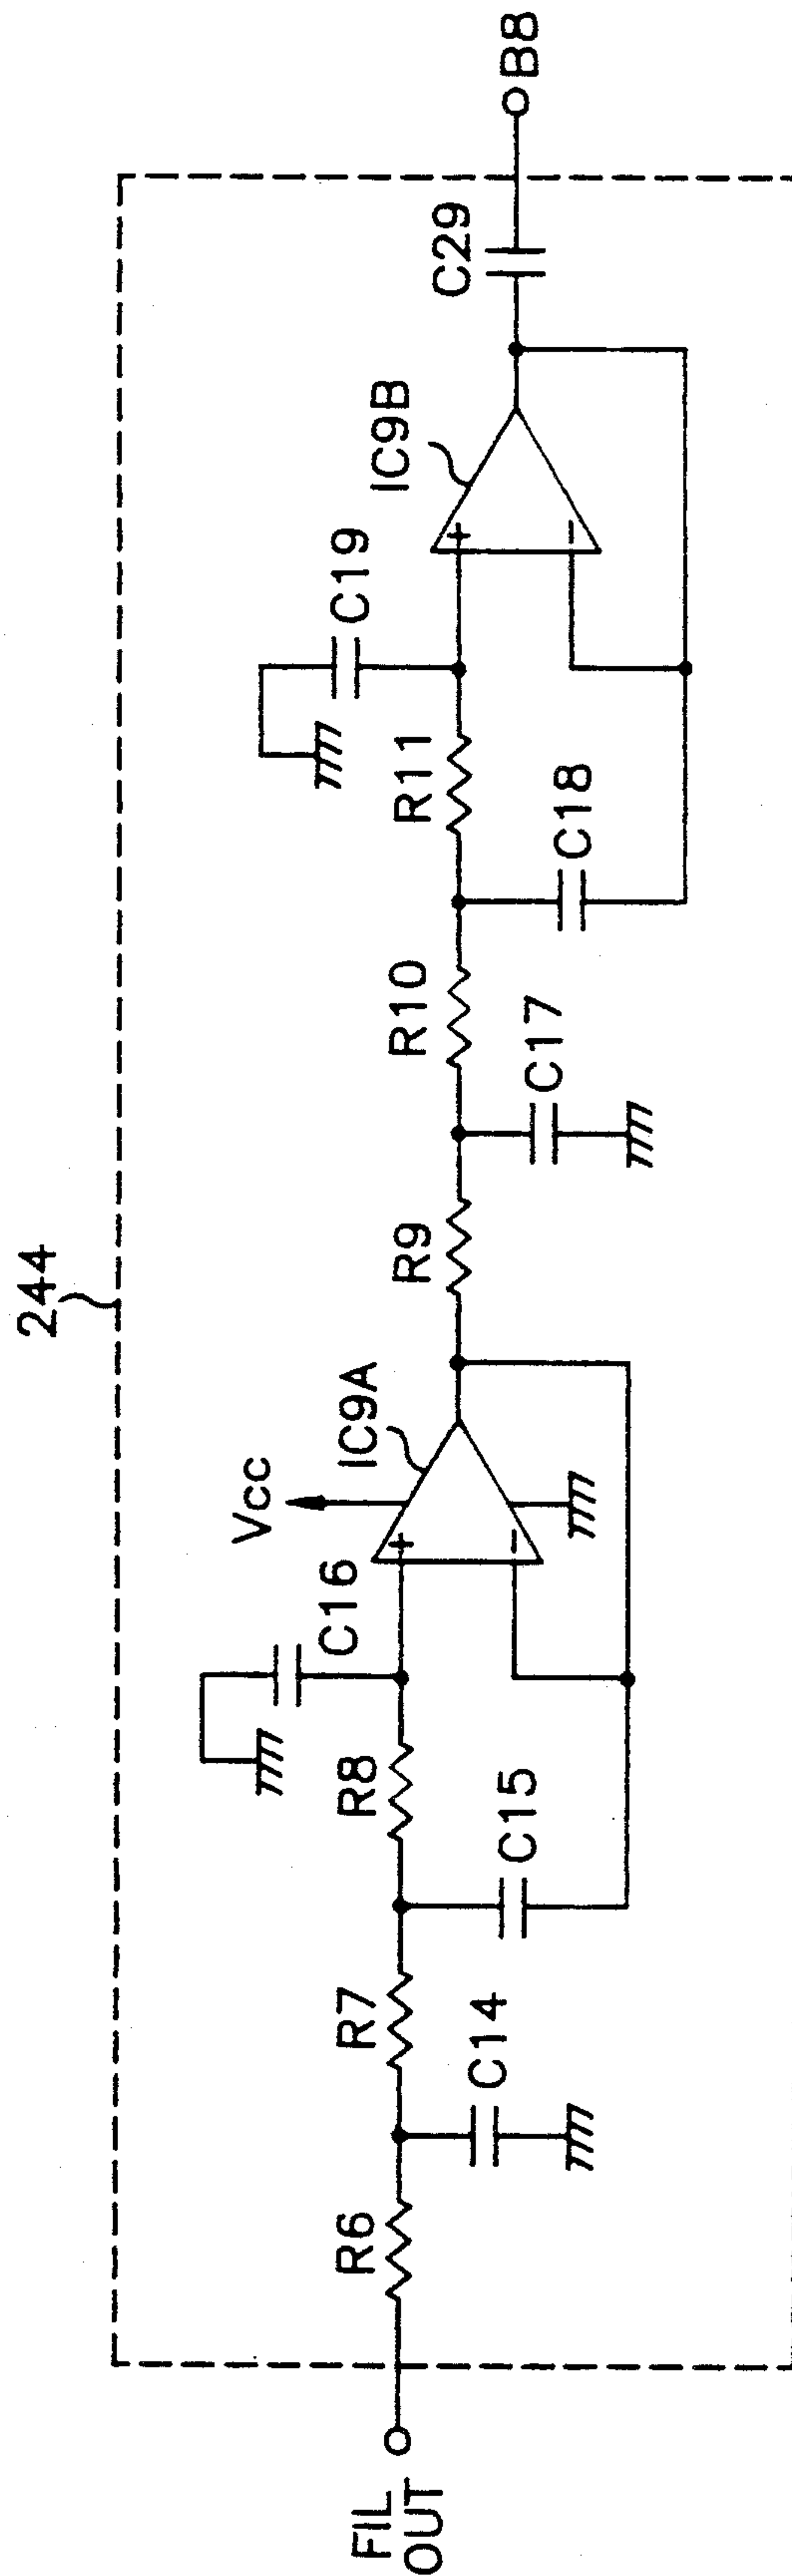 244
FIL
OUT
R6
C14
R7
C15
R8
C16
Vcc
+
-
IC9A
R9
C17
R10
C18
R11
C19
+
-
IC9B
C29
B8